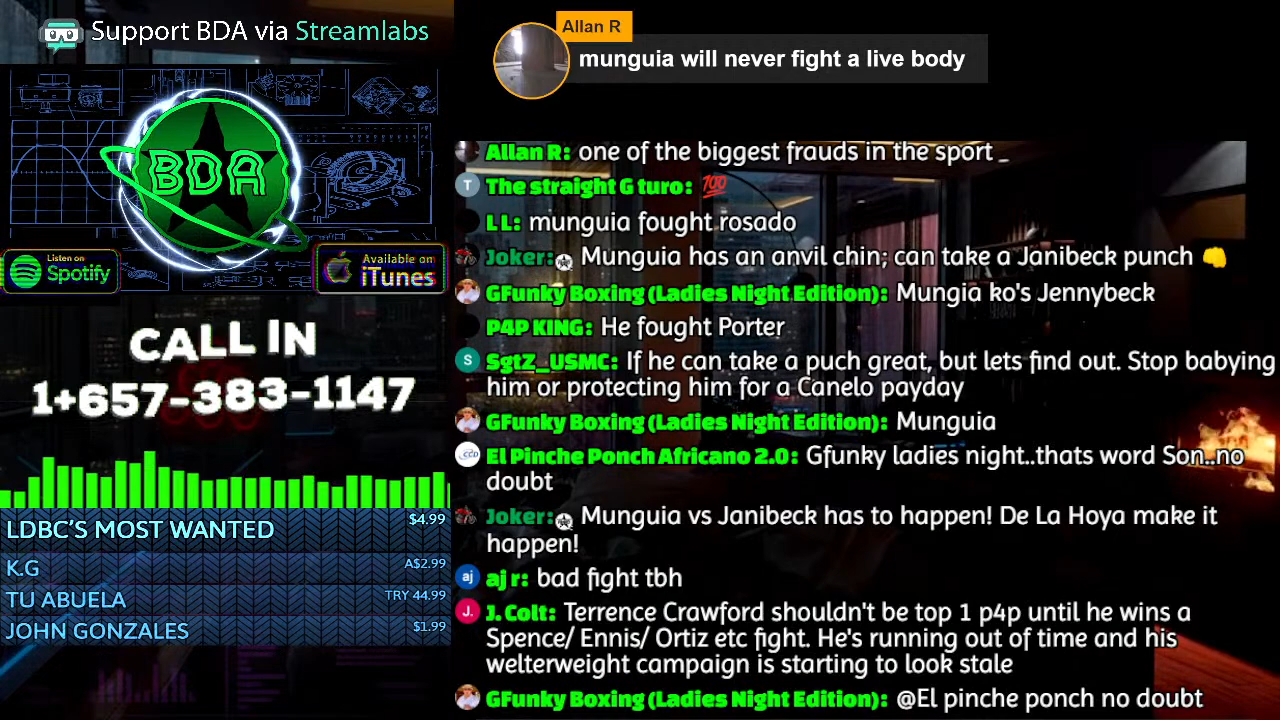 Support BDA via Streamlabs
BDA
Listen on
Spotify
Available on
iTunes
CALL IN
1+657-383-1147
LDBC'S MOST WANTED $4.99
K.G A$2.99
TU ABUELA TRY 44.99
JOHN GONZALES $1.99
Allan R
munguia will never fight a live body
Allan R: one of the biggest frauds in the sport _
T The straight G turo: 💯
L L: munguia fought rosado
Joker: Munguia has an anvil chin; can take a Janibeck punch 👊
GFunky Boxing (Ladies Night Edition): Mungia ko's Jennybeck
P4P KING: He fought Porter
S SgtZ_USMC: If he can take a puch great, but lets find out. Stop babying
him or protecting him for a Canelo payday
GFunky Boxing (Ladies Night Edition): Munguia
El Pinche Ponch Africano 2.0: Gfunky ladies night..thats word Son..no
doubt
Joker: Munguia vs Janibeck has to happen! De La Hoya make it
happen!
aj aj r: bad fight tbh
J. J. Colt: Terrence Crawford shouldn't be top 1 p4p until he wins a
Spence/ Ennis/ Ortiz etc fight. He's running out of time and his
welterweight campaign is starting to look stale
GFunky Boxing (Ladies Night Edition): @El pinche ponch no doubt